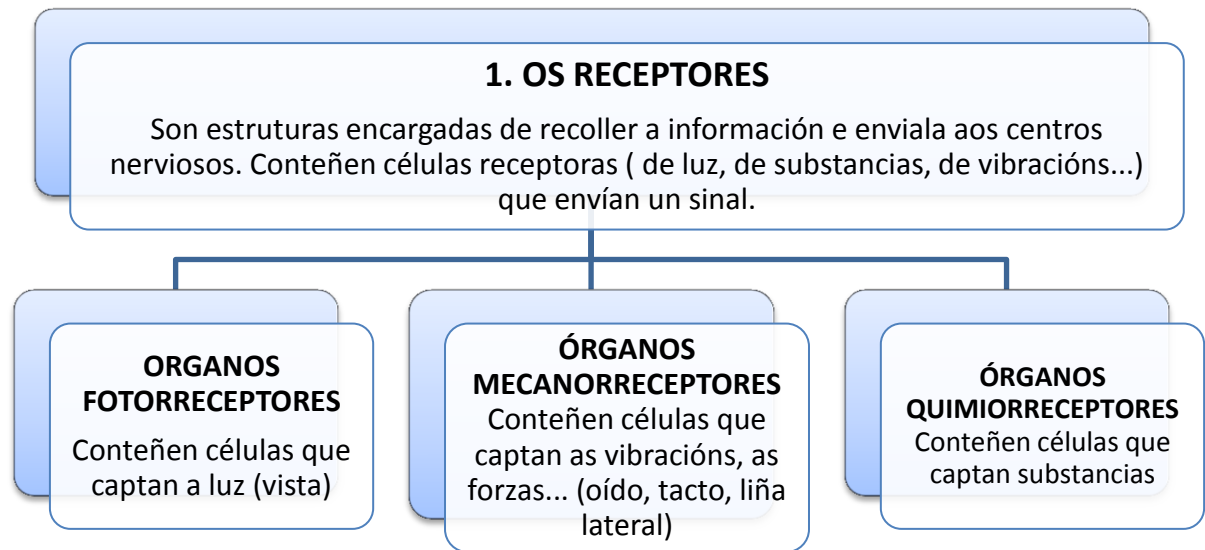 1. OS RECEPTORES
Son estruturas encargadas de recoller a información e enviala aos centros
nerviosos. Conteñen células receptoras ( de luz, de substancias, de vibracións...)
que envían un sinal.
ORGANOS
FOTORRECEPTORES
Conteñen células que
captan a luz (vista)
ÓRGANOS
MECANORRECEPTORES
Conteñen células que
captan as vibracións, as
forzas... (oído, tacto, liña
lateral)
ÓRGANOS
QUIMIORRECEPTORES
Conteñen células que
captan substancias